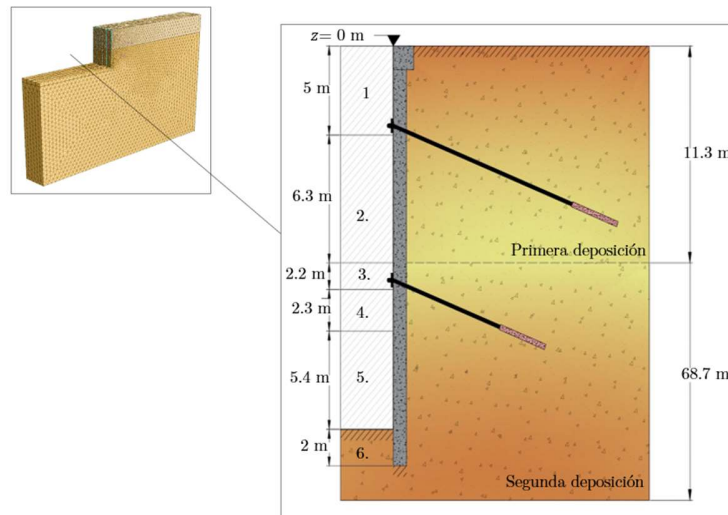 z= 0 m
5 m
1
11.3 m
6.3 m
2.
Primera deposición
2.2 m
3.
2.3 m
4.
5.4 m
5.
68.7 m
2 m
6.
Segunda deposición